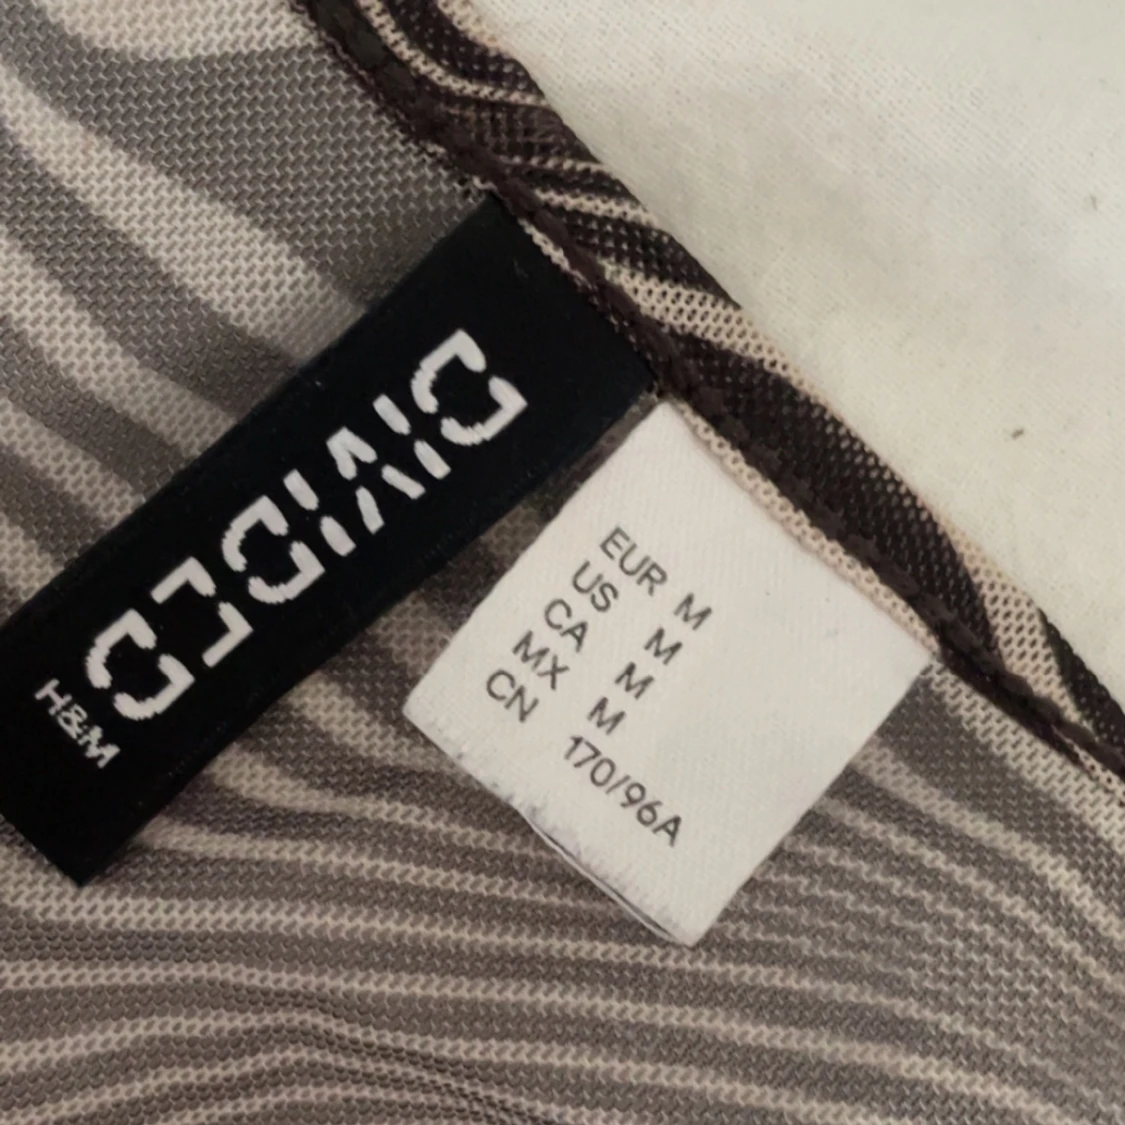 DIVIDED
H&M
EUR M
US M
CA M
MX M
CN 170/96A